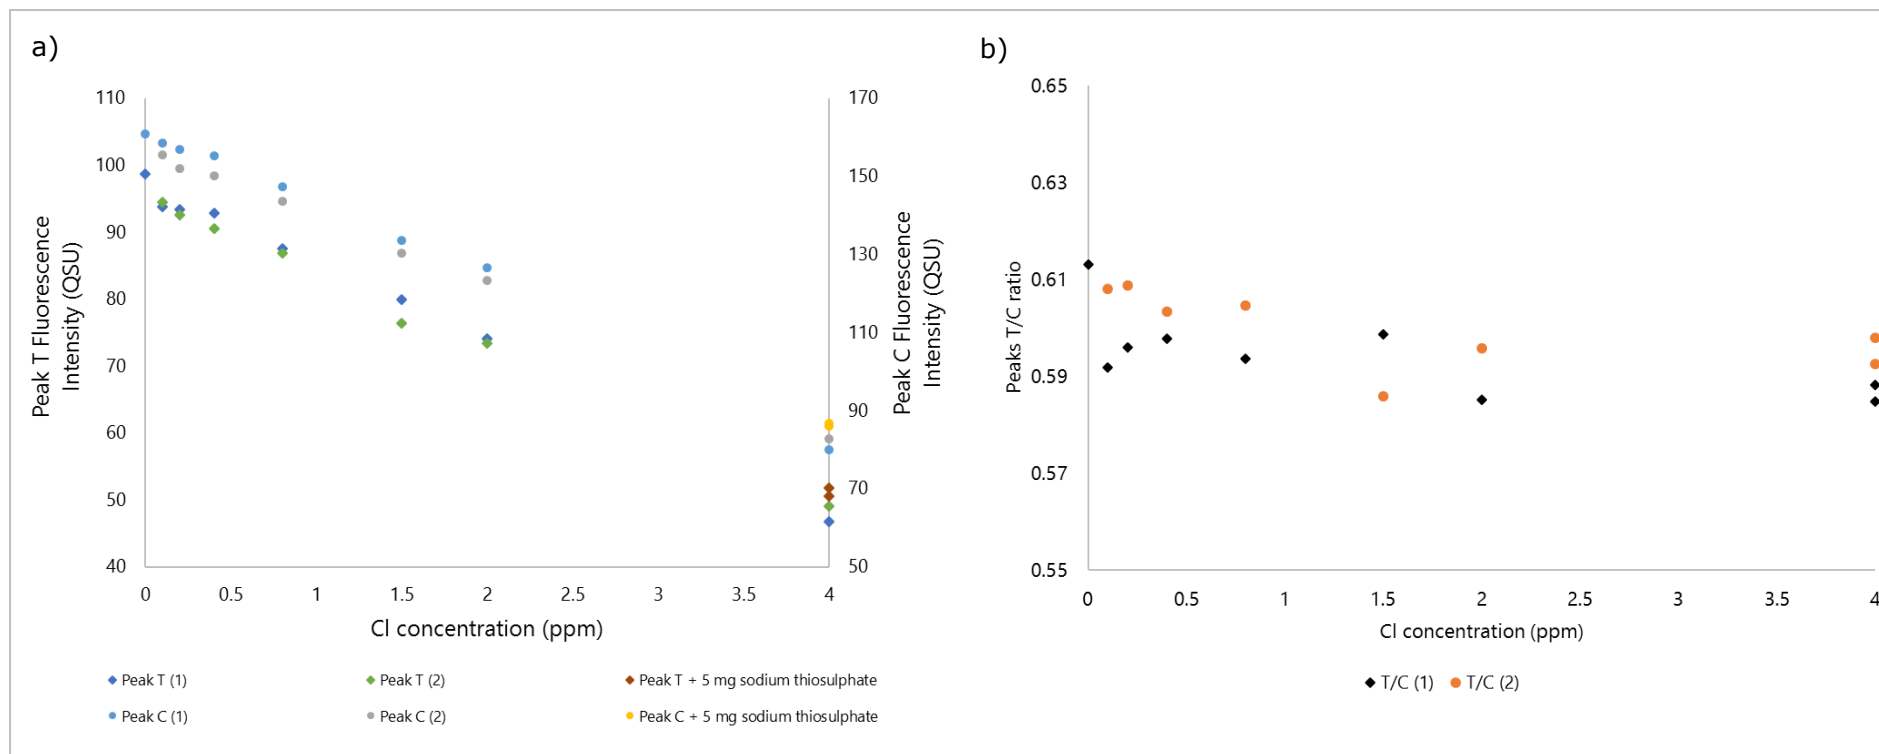 a)
110
100
90
80
70
60
50
40
Peak T Fluorescence
Intensity (QSU)
170
150
130
110
90
70
50
Peak C Fluorescence
Intensity (QSU)
0 0.5 1 1.5 2 2.5 3 3.5 4
Cl concentration (ppm)
Peak T (1) Peak T (2) Peak T + 5 mg sodium thiosulphate
Peak C (1) Peak C (2) Peak C + 5 mg sodium thiosulphate
b)
0.65
0.63
0.61
0.59
0.57
0.55
Peaks T/C ratio
0 0.5 1 1.5 2 2.5 3 3.5 4
Cl concentration (ppm)
T/C (1) T/C (2)